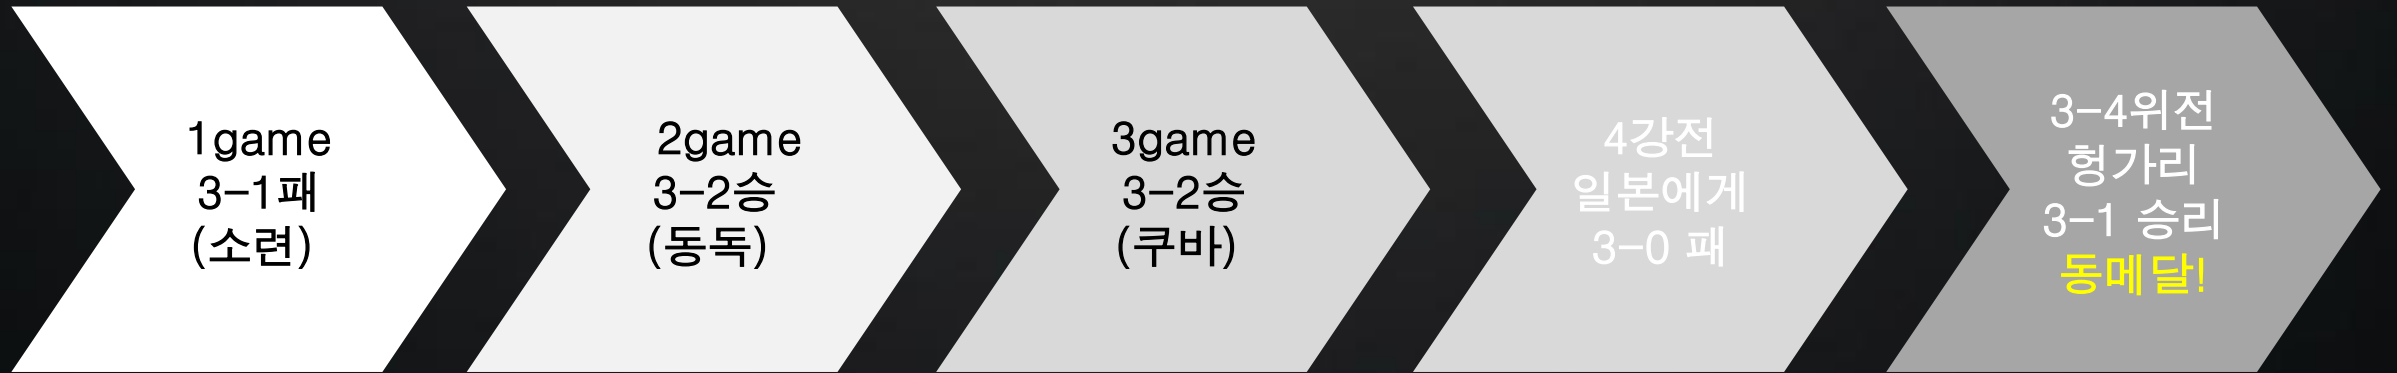 1game
3-1패
(소련)
2game
3-2승
(동독)
3game
3-2승
(쿠바)
4강전
일본에게
3-0 패
3-4위전
헝가리
3-1 승리
동메달!